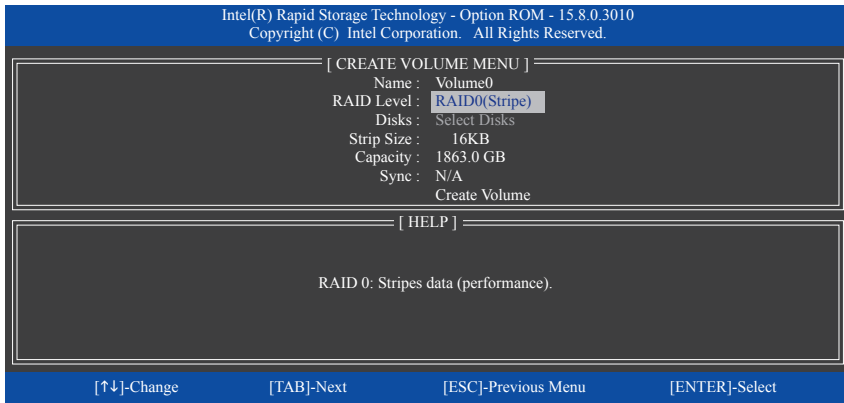 Intel(R) Rapid Storage Technology - Option ROM - 15.8.0.3010
Copyright (C) Intel Corporation. All Rights Reserved.
[ CREATE VOLUME MENU ]
Name : Volume0
RAID Level : RAID0(Stripe)
Disks : Select Disks
Strip Size : 16KB
Capacity : 1863.0 GB
Sync : N/A
Create Volume
[ HELP ]
RAID 0: Stripes data (performance).
[↑↓]-Change [TAB]-Next [ESC]-Previous Menu [ENTER]-Select